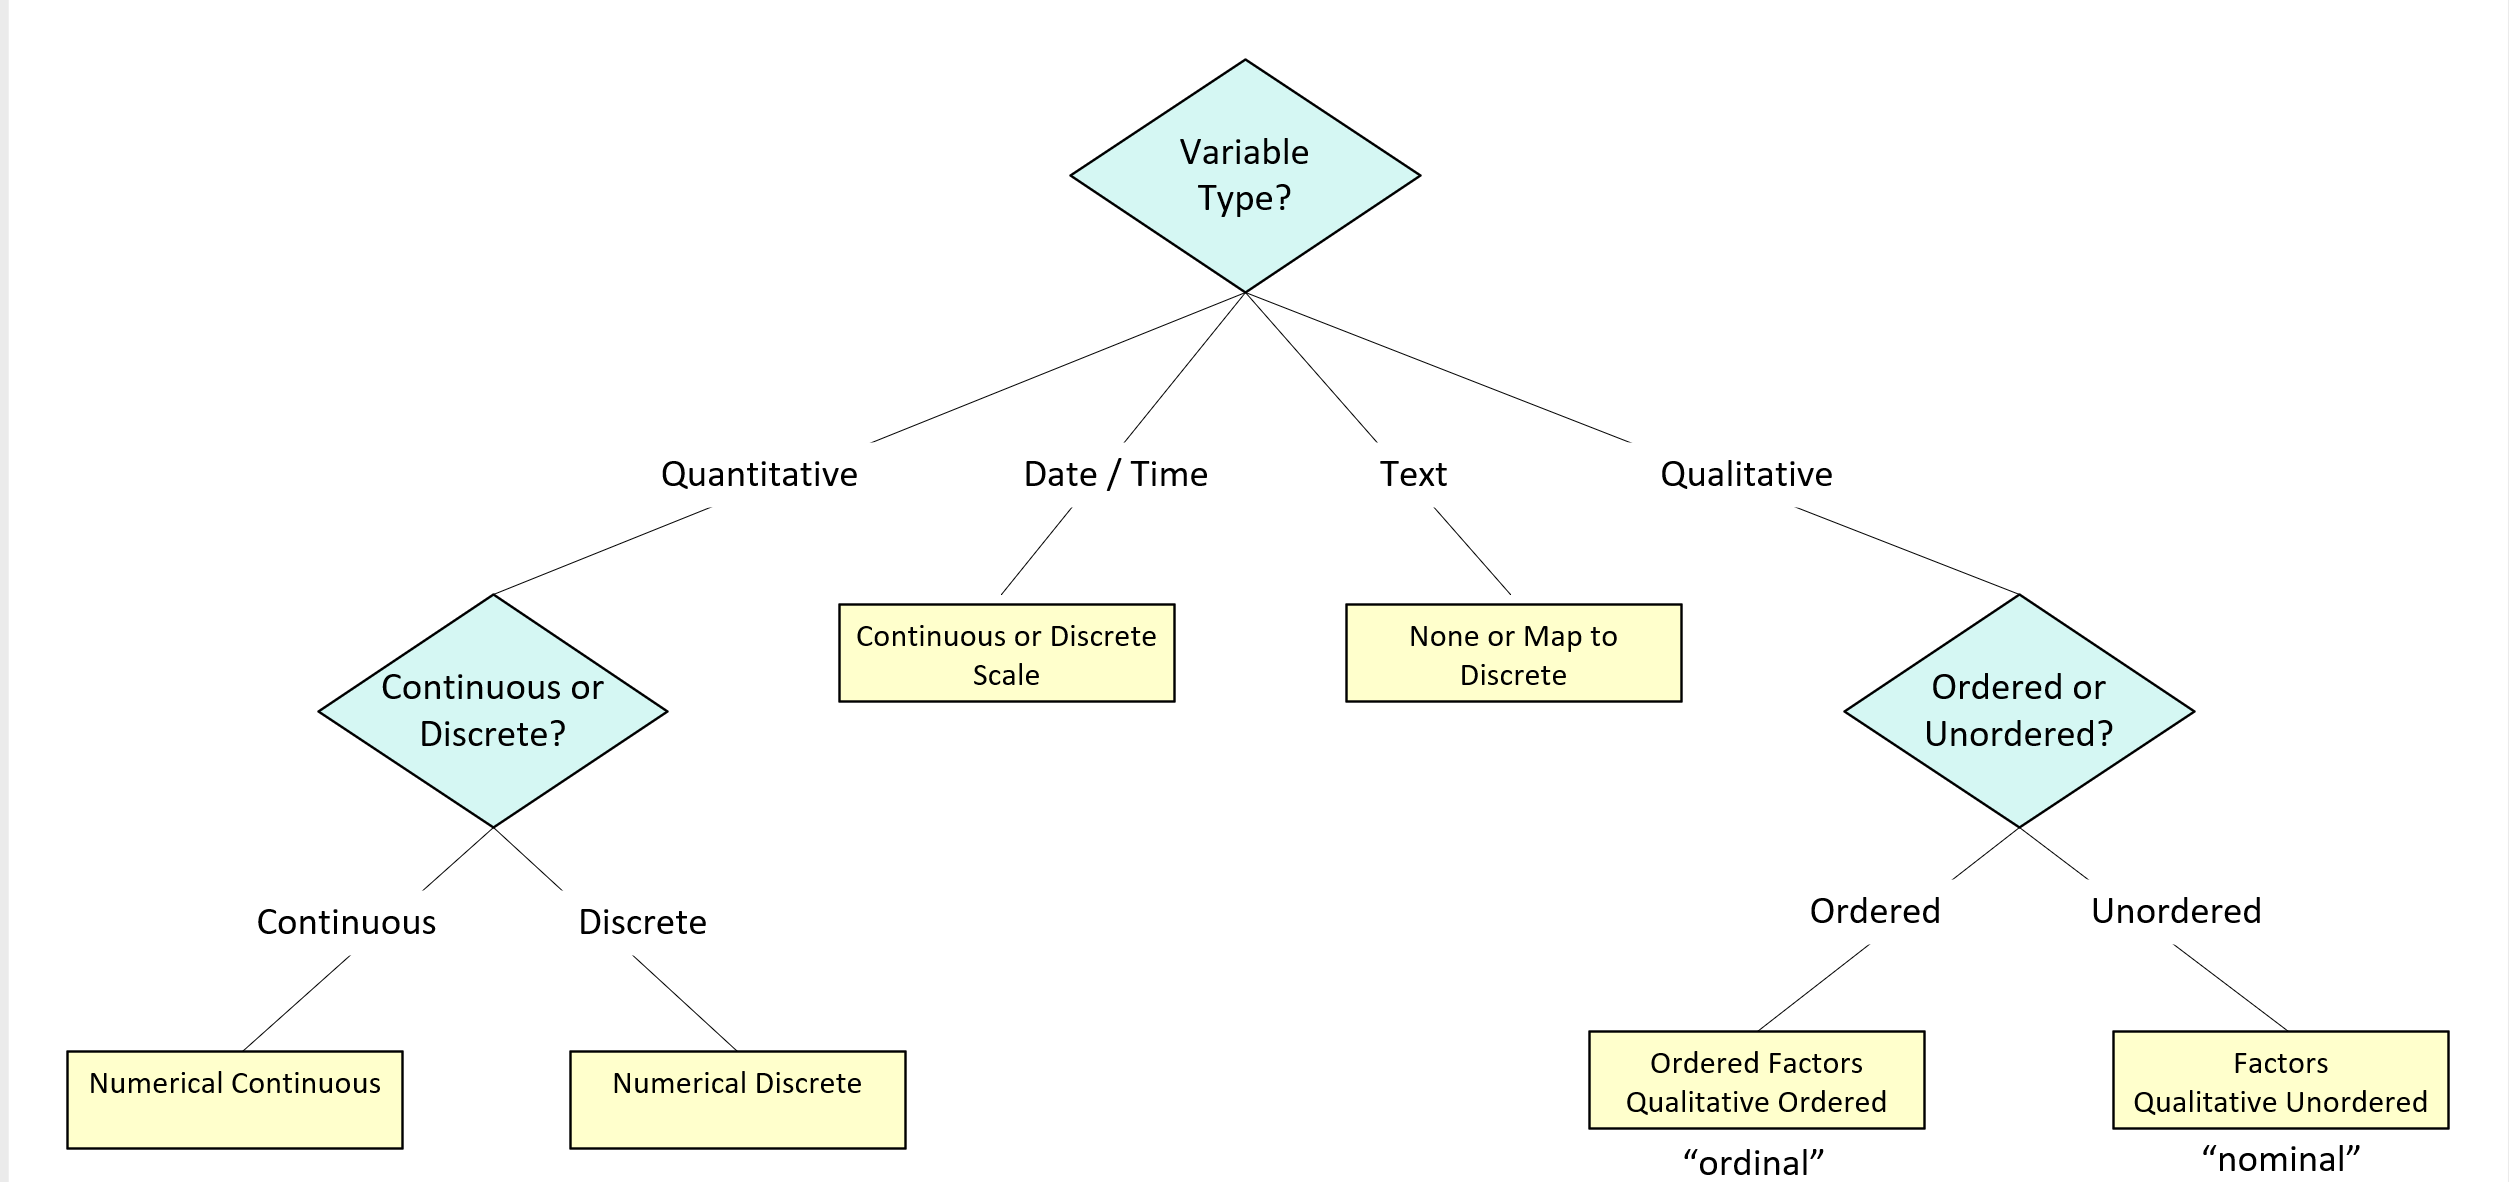 Variable
Type?
Quantitative
Date / Time
Text
Qualitative
Continuous or
Discrete?
Continuous or Discrete
Scale
None or Map to
Discrete
Ordered or
Unordered?
Continuous
Discrete
Ordered
Unordered
Numerical Continuous
Numerical Discrete
Ordered Factors
Qualitative Ordered
Factors
Qualitative Unordered
“ordinal”
“nominal”